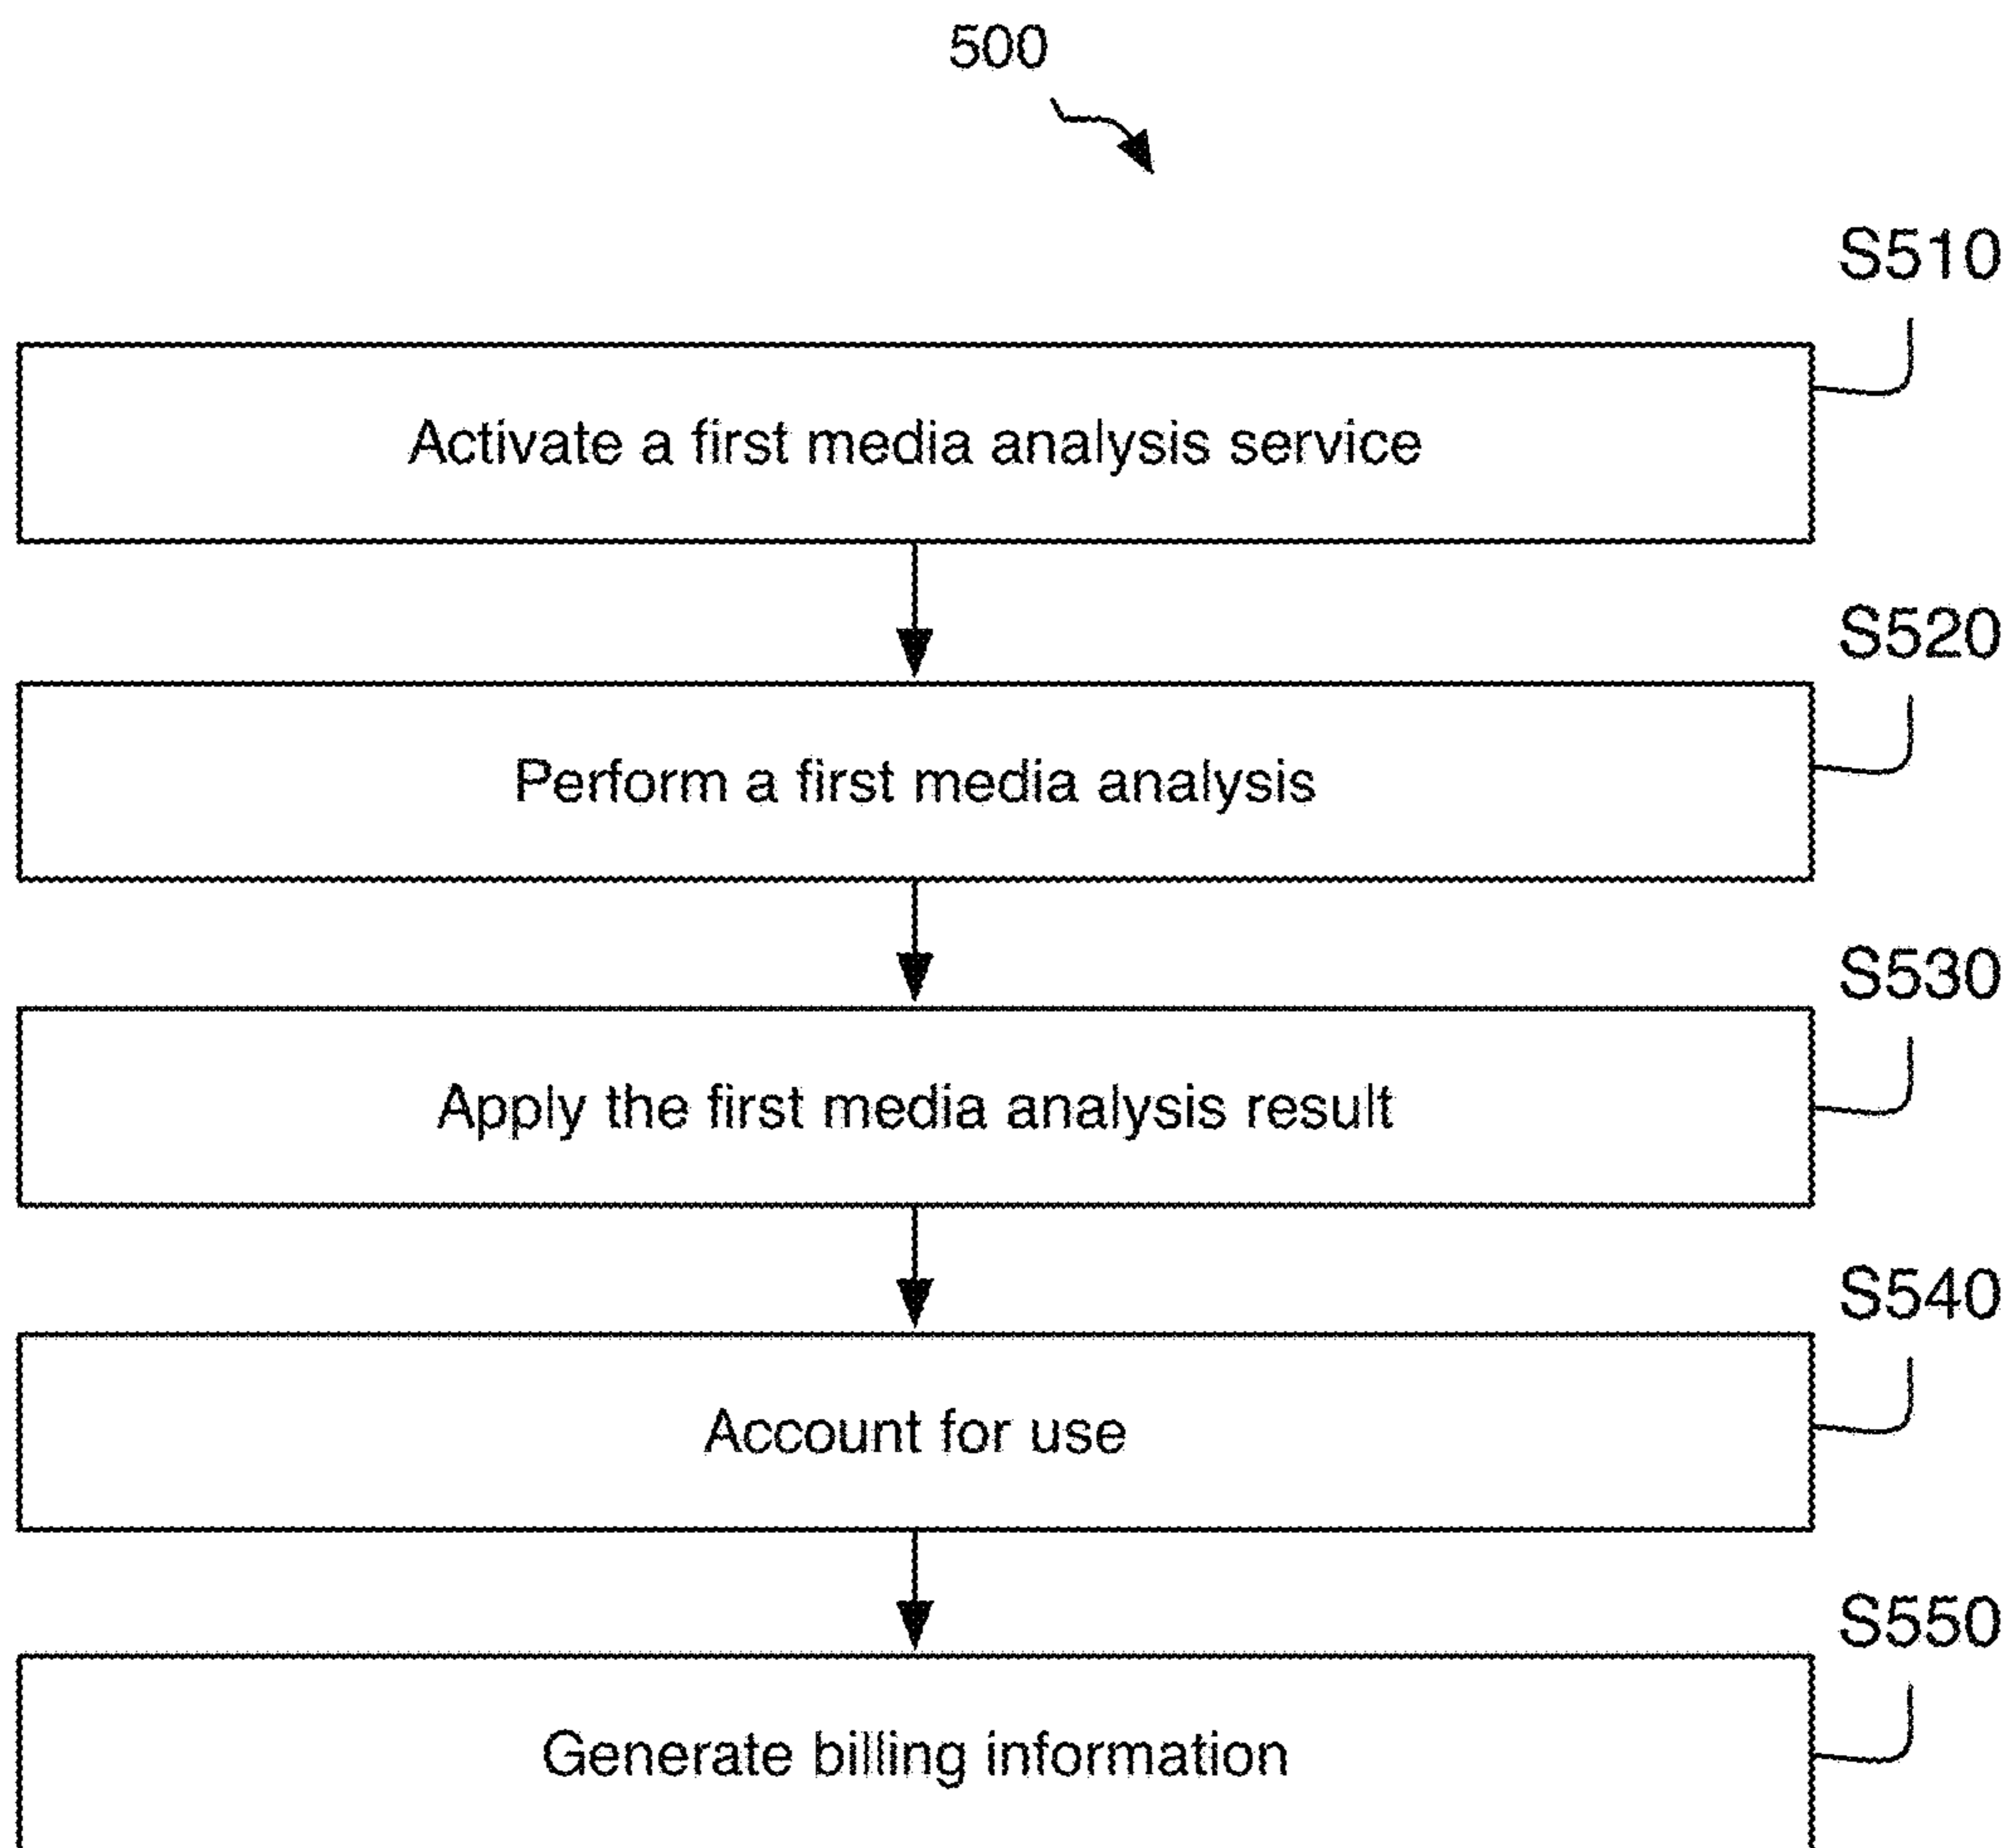 500
S510
Activate a first media analysis service
S520
Perform a first media analysis
S530
Apply the first media analysis result
S540
Account for use
S550
Generate billing information